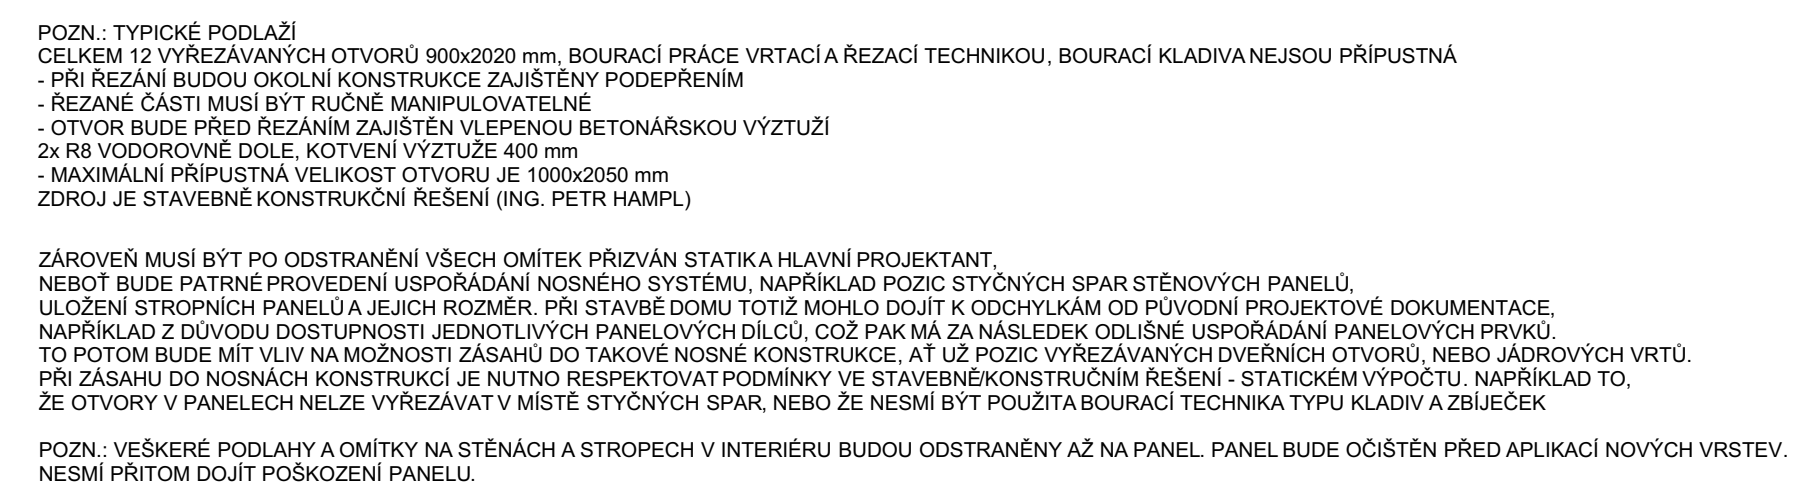 POZN.: TYPICKÉ PODLAŽÍ
CELKEM 12 VYŘEZÁVANÝCH OTVORŮ 900x2020 mm, BOURACÍ PRÁCE VRTACÍ A ŘEZACÍ TECHNIKOU, BOURACÍ KLADIVA NEJSOU PŘÍPUSTNÁ
- PŘI ŘEZÁNÍ BUDOU OKOLNÍ KONSTRUKCE ZAJIŠTĚNY PODEPŘENÍM
- ŘEZANÉ ČÁSTI MUSÍ BÝT RUČNĚ MANIPULOVATELNÉ
- OTVOR BUDE PŘED ŘEZÁNÍM ZAJIŠTĚN VLEPENOU BETONÁŘSKOU VÝZTUŽÍ
2x R8 VODOROVNĚ DOLE, KOTVENÍ VÝZTUŽE 400 mm
- MAXIMÁLNÍ PŘÍPUSTNÁ VELIKOST OTVORU JE 1000x2050 mm
ZDROJ JE STAVEBNĚ KONSTRUKČNÍ ŘEŠENÍ (ING. PETR HAMPL)
ZÁROVEŇ MUSÍ BÝT PO ODSTRANĚNÍ VŠECH OMÍTEK PŘIZVÁN STATIK A HLAVNÍ PROJEKTANT,
NEBOŤ BUDE PATRNÉ PROVEDENÍ USPOŘÁDÁNÍ NOSNÉHO SYSTÉMU, NAPŘÍKLAD POZIC STYČNÝCH SPAR STĚNOVÝCH PANELŮ,
ULOŽENÍ STROPNÍCH PANELŮ A JEJICH ROZMĚR. PŘI STAVBĚ DOMU TOTIŽ MOHLO DOJÍT K ODCHYLKÁM OD PŮVODNÍ PROJEKTOVÉ DOKUMENTACE,
NAPŘÍKLAD Z DŮVODU DOSTUPNOSTI JEDNOTLIVÝCH PANELOVÝCH DÍLCŮ, COŽ PAK MÁ ZA NÁSLEDEK ODLIŠNÉ USPOŘÁDÁNÍ PANELOVÝCH PRVKŮ.
TO POTOM BUDE MÍT VLIV NA MOŽNOSTI ZÁSAHŮ DO TAKOVÉ NOSNÉ KONSTRUKCE, AŤ UŽ POZIC VYŘEZÁVANÝCH DVEŘNÍCH OTVORŮ, NEBO JÁDROVÝCH VRTŮ.
PŘI ZÁSAHU DO NOSNÁCH KONSTRUKCÍ JE NUTNO RESPEKTOVAT PODMÍNKY VE STAVEBNĚ/KONSTRUČNÍM ŘEŠENÍ - STATICKÉM VÝPOČTU. NAPŘÍKLAD TO,
ŽE OTVORY V PANELECH NELZE VYŘEZÁVAT V MÍSTĚ STYČNÝCH SPAR, NEBO ŽE NESMÍ BÝT POUŽITA BOURACÍ TECHNIKA TYPU KLADIV A ZBÍJEČEK
POZN.: VEŠKERÉ PODLAHY A OMÍTKY NA STĚNÁCH A STROPECH V INTERIÉRU BUDOU ODSTRANĚNY AŽ NA PANEL. PANEL BUDE OČIŠTĚN PŘED APLIKACÍ NOVÝCH VRSTEV.
NESMÍ PŘITOM DOJÍT POŠKOZENÍ PANELU.